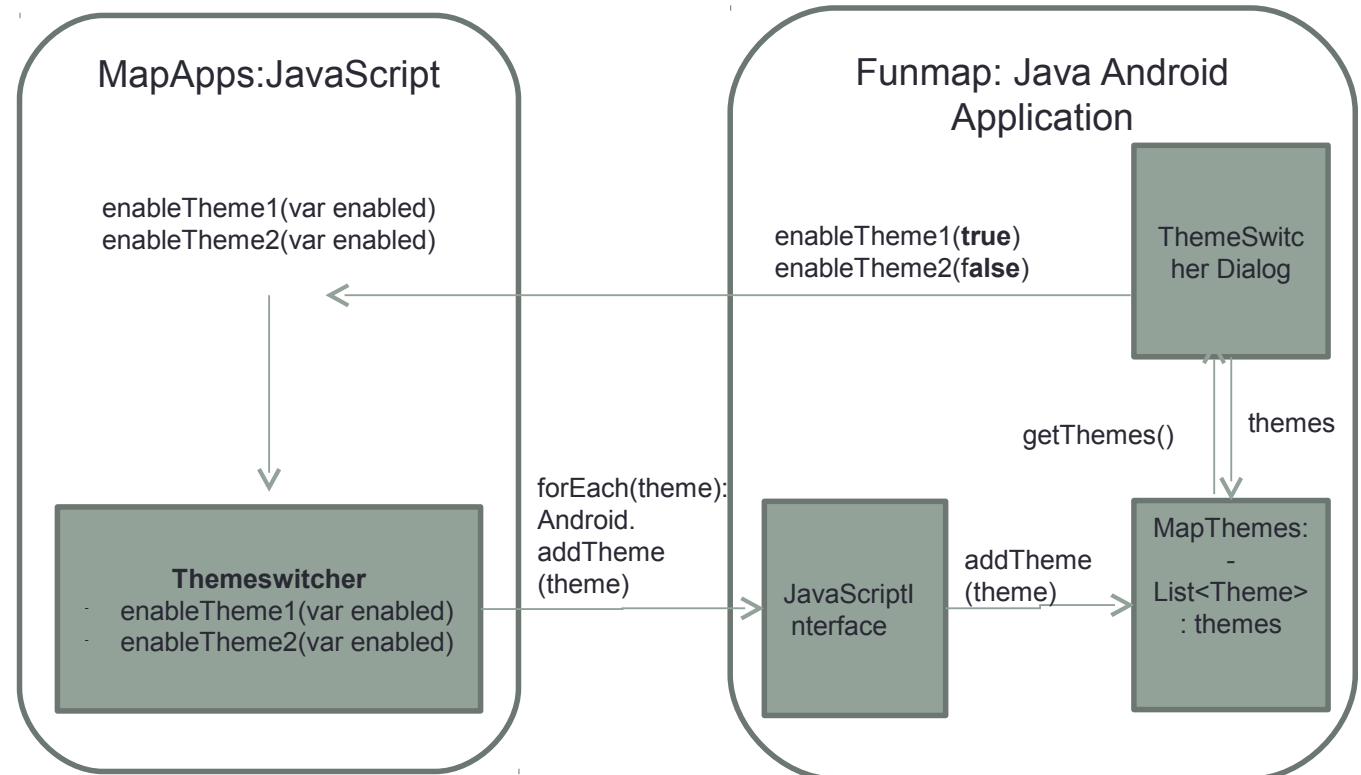 MapApps:JavaScript
enableTheme1(var enabled)
enableTheme2(var enabled)
Themeswitcher
- enableTheme1(var enabled)
- enableTheme2(var enabled)
forEach(theme):
Android.
addTheme
(theme)
Funmap: Java Android
Application
enableTheme1(true)
enableTheme2(false)
ThemeSwitc
her Dialog
getThemes()
themes
JavaScriptI
nterface
addTheme
(theme)
MapThemes:
-
List<Theme>
: themes